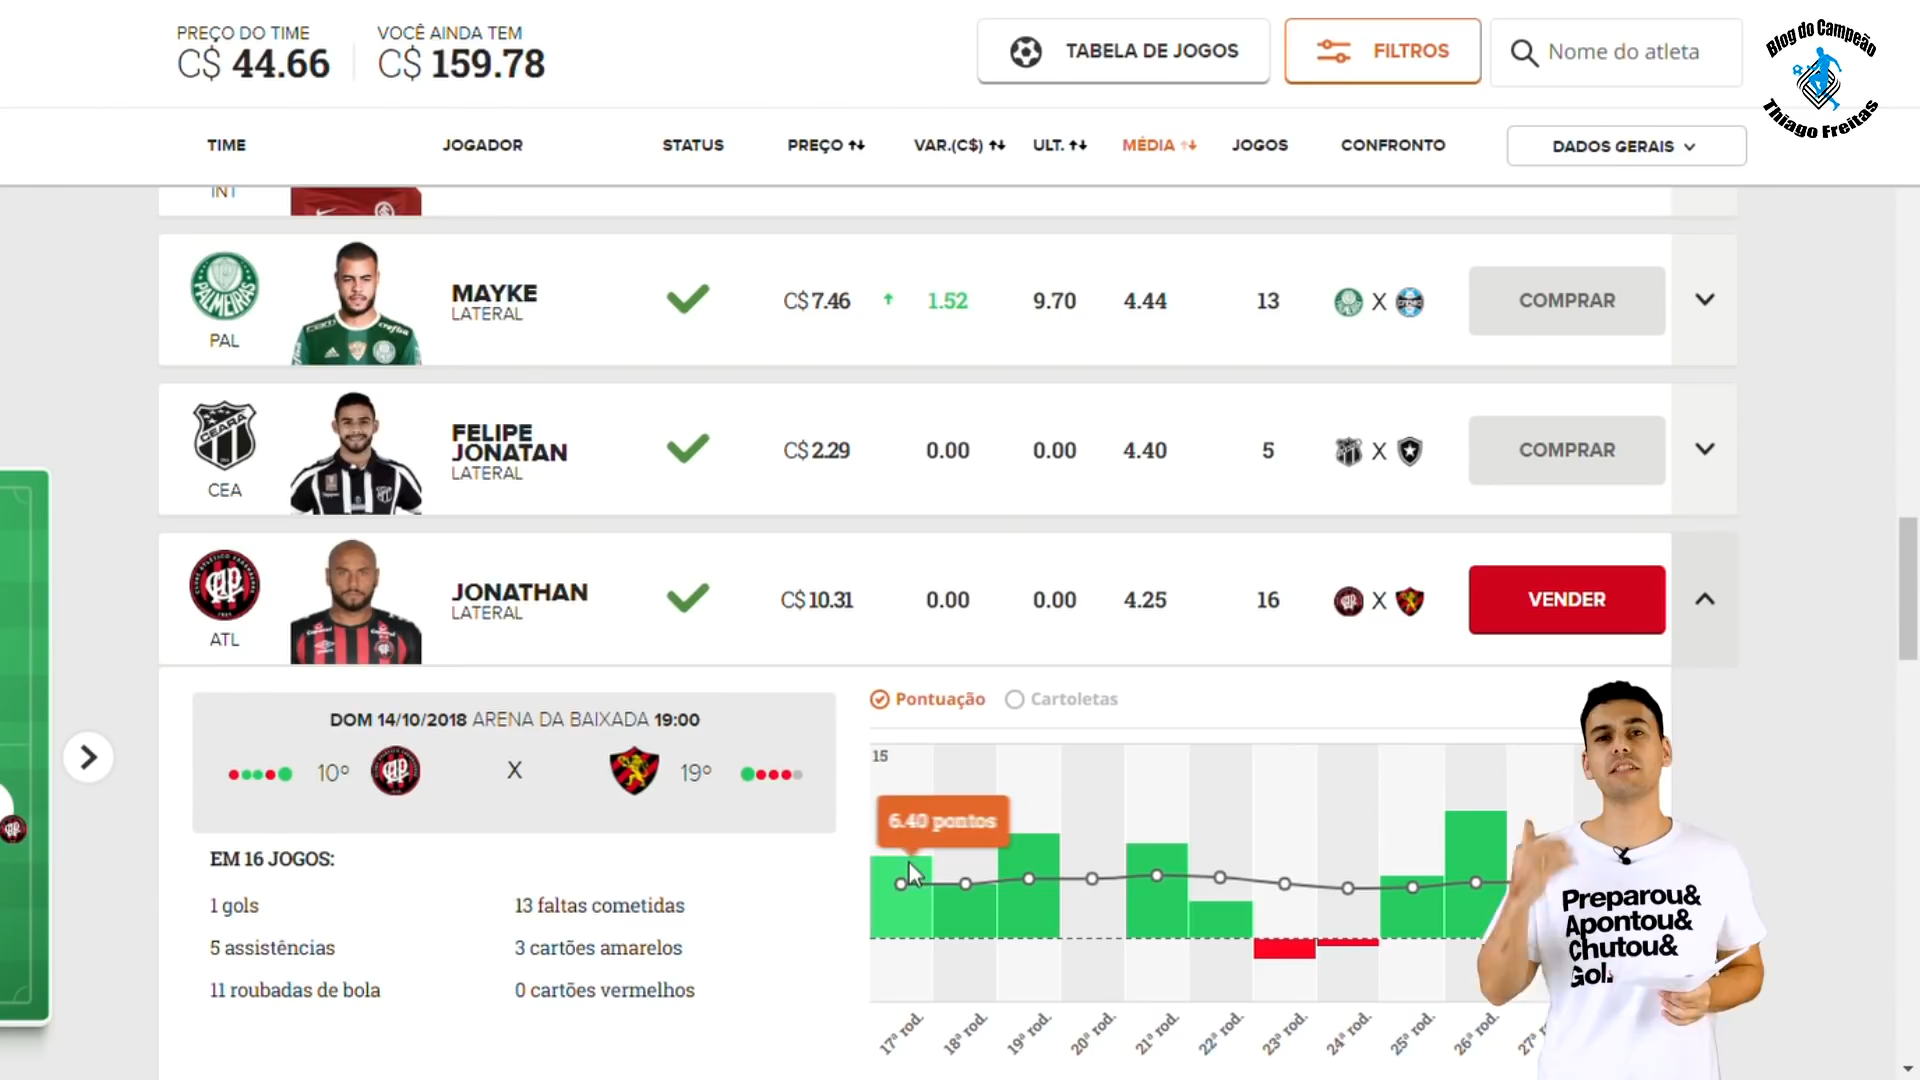 PREÇO DO TIME
C$ 44.66
VOCÊ AINDA TEM
C$ 159.78
TABELA DE JOGOS
FILTROS
Nome do atleta
Blog do Campeão
Thiago Freitas
TIME JOGADOR STATUS PREÇO VAR.(C$) ULT. MÉDIA JOGOS CONFRONTO DADOS GERAIS
INT
PALMEIRAS
PAL
MAYKE
LATERAL
C$ 7.46 1.52 9.70 4.44 13 X COMPRAR
CEARÁ
CEA
FELIPE
JONATAN
LATERAL
C$ 2.29 0.00 0.00 4.40 5 X COMPRAR
CAP
ATL
JONATHAN
LATERAL
C$ 10.31 0.00 0.00 4.25 16 X VENDER
DOM 14/10/2018 ARENA DA BAIXADA 19:00
10º X 19º
EM 16 JOGOS:
1 gols
5 assistências
11 roubadas de bola
13 faltas cometidas
3 cartões amarelos
0 cartões vermelhos
Pontuação Cartoletas
15
6.40 pontos
17ª rod. 18ª rod. 19ª rod. 20ª rod. 21ª rod. 22ª rod. 23ª rod. 24ª rod. 25ª rod. 26ª rod. 27ª
Preparou&
Apontou&
Chutou&
Gol.